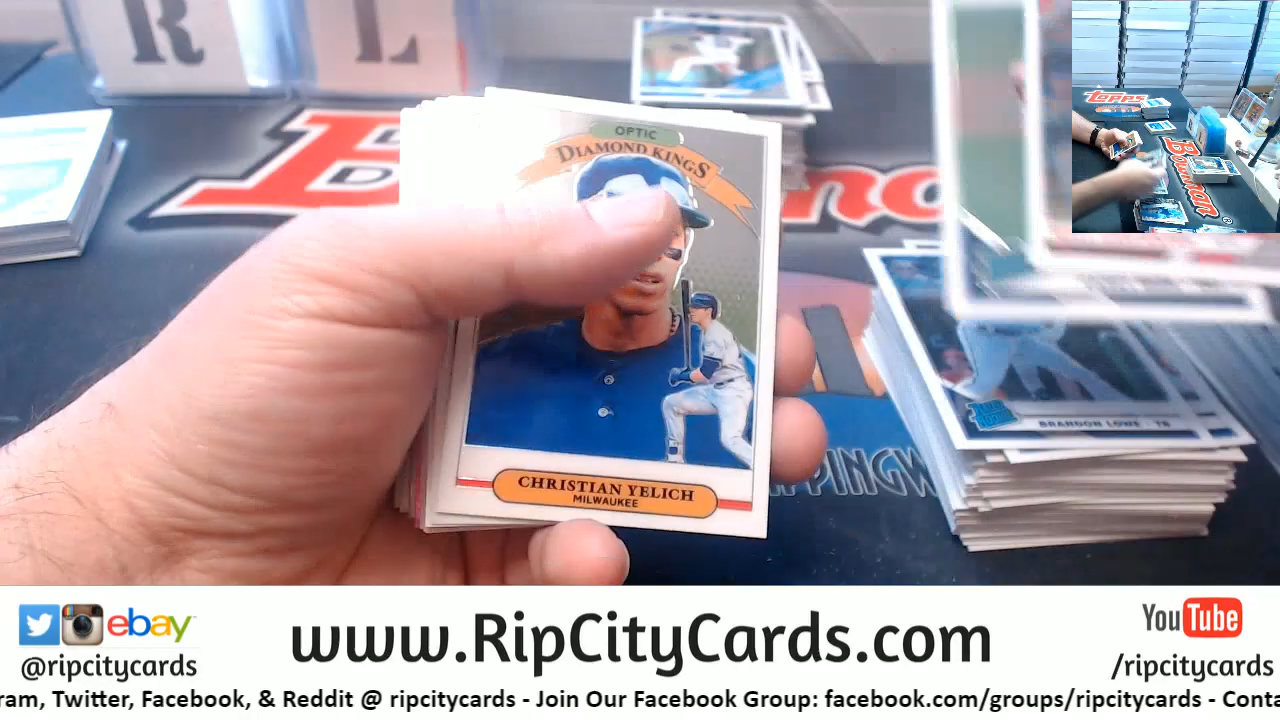 R
L
OPTIC
DIAMOND KINGS
CHRISTIAN YELICH
MILWAUKEE
BRANDON LOWE - TB
Topps
Bowman
ebay
@ripcitycards
www.RipCityCards.com
YouTube
/ripcitycards
ram, Twitter, Facebook, & Reddit @ ripcitycards - Join Our Facebook Group: facebook.com/groups/ripcitycards - Conta